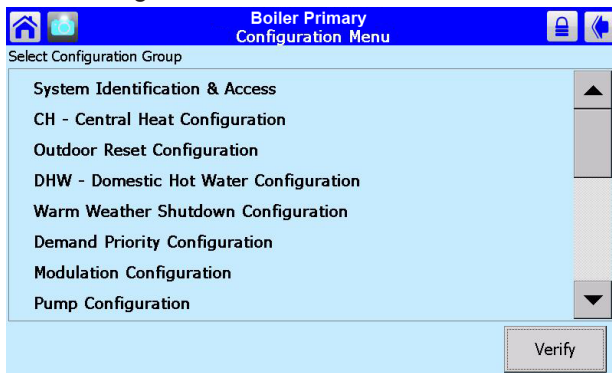 Boiler Primary
Configuration Menu
Select Configuration Group
System Identification & Access
CH - Central Heat Configuration
Outdoor Reset Configuration
DHW - Domestic Hot Water Configuration
Warm Weather Shutdown Configuration
Demand Priority Configuration
Modulation Configuration
Pump Configuration
Verify